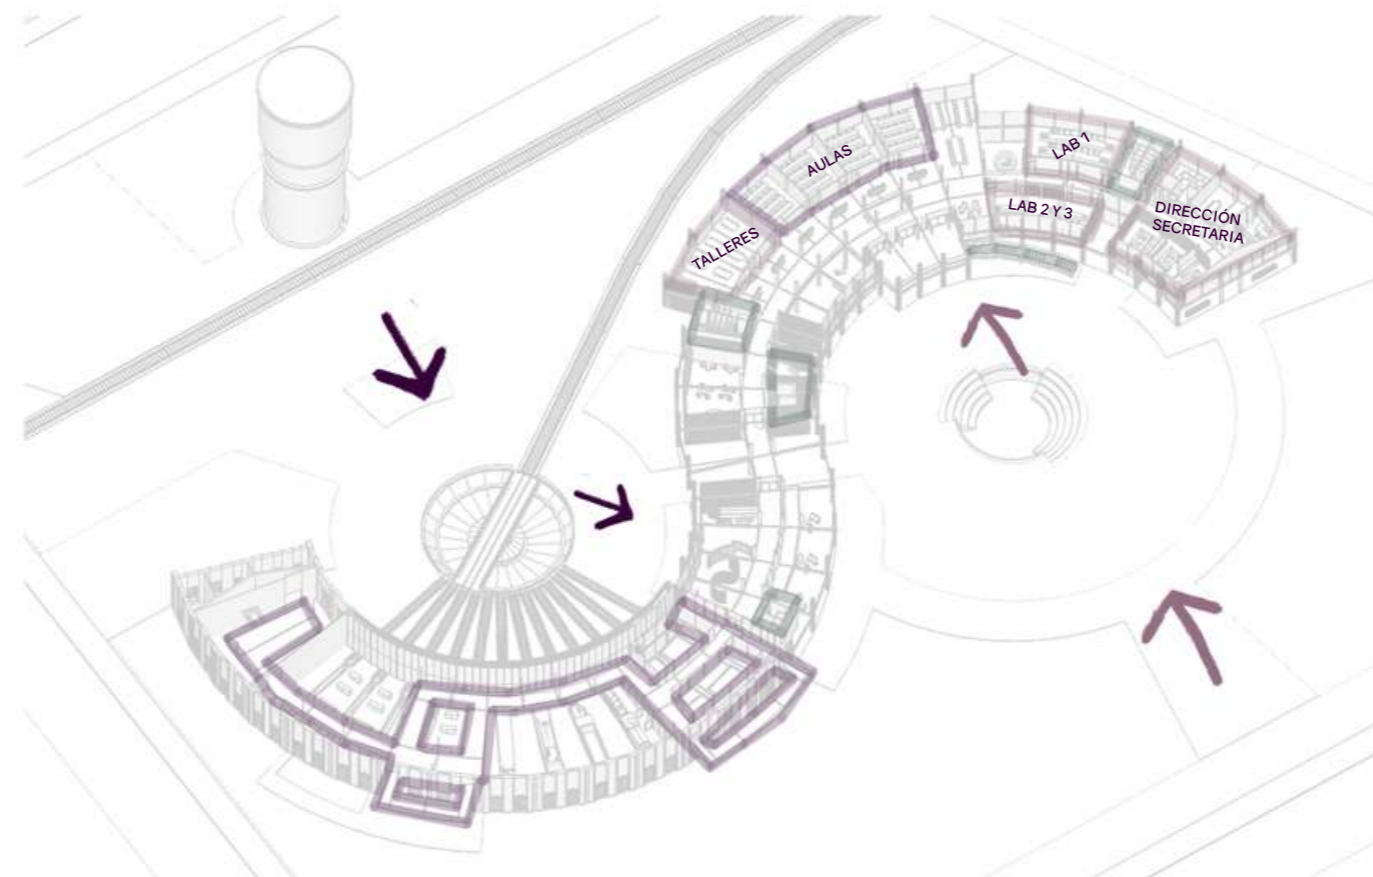 AULAS
LAB 1
TALLERES
LAB 2 Y 3
DIRECCIÓN
SECRETARIA